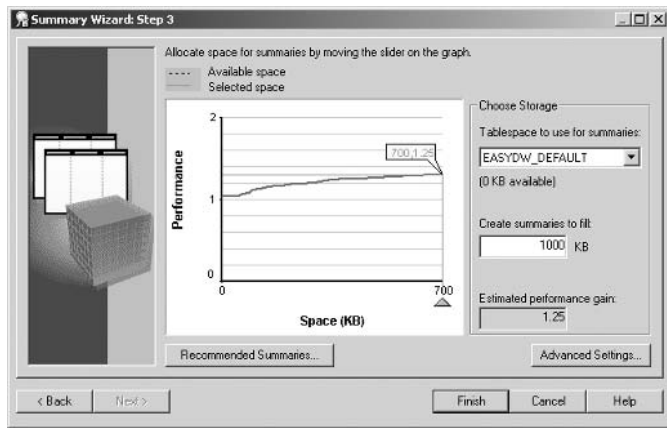 Summary Wizard: Step 3
Allocate space for summaries by moving the slider on the graph.
Available space
Selected space
2
700,1.25
Performance
1
0
0
700
Space (KB)
Choose Storage
Tablespace to use for summaries:
EASYDW_DEFAULT
(0 KB available)
Create summaries to fill:
1000 KB
Estimated performance gain:
1.25
Recommended Summaries...
Advanced Settings...
< Back
Next >
Finish
Cancel
Help